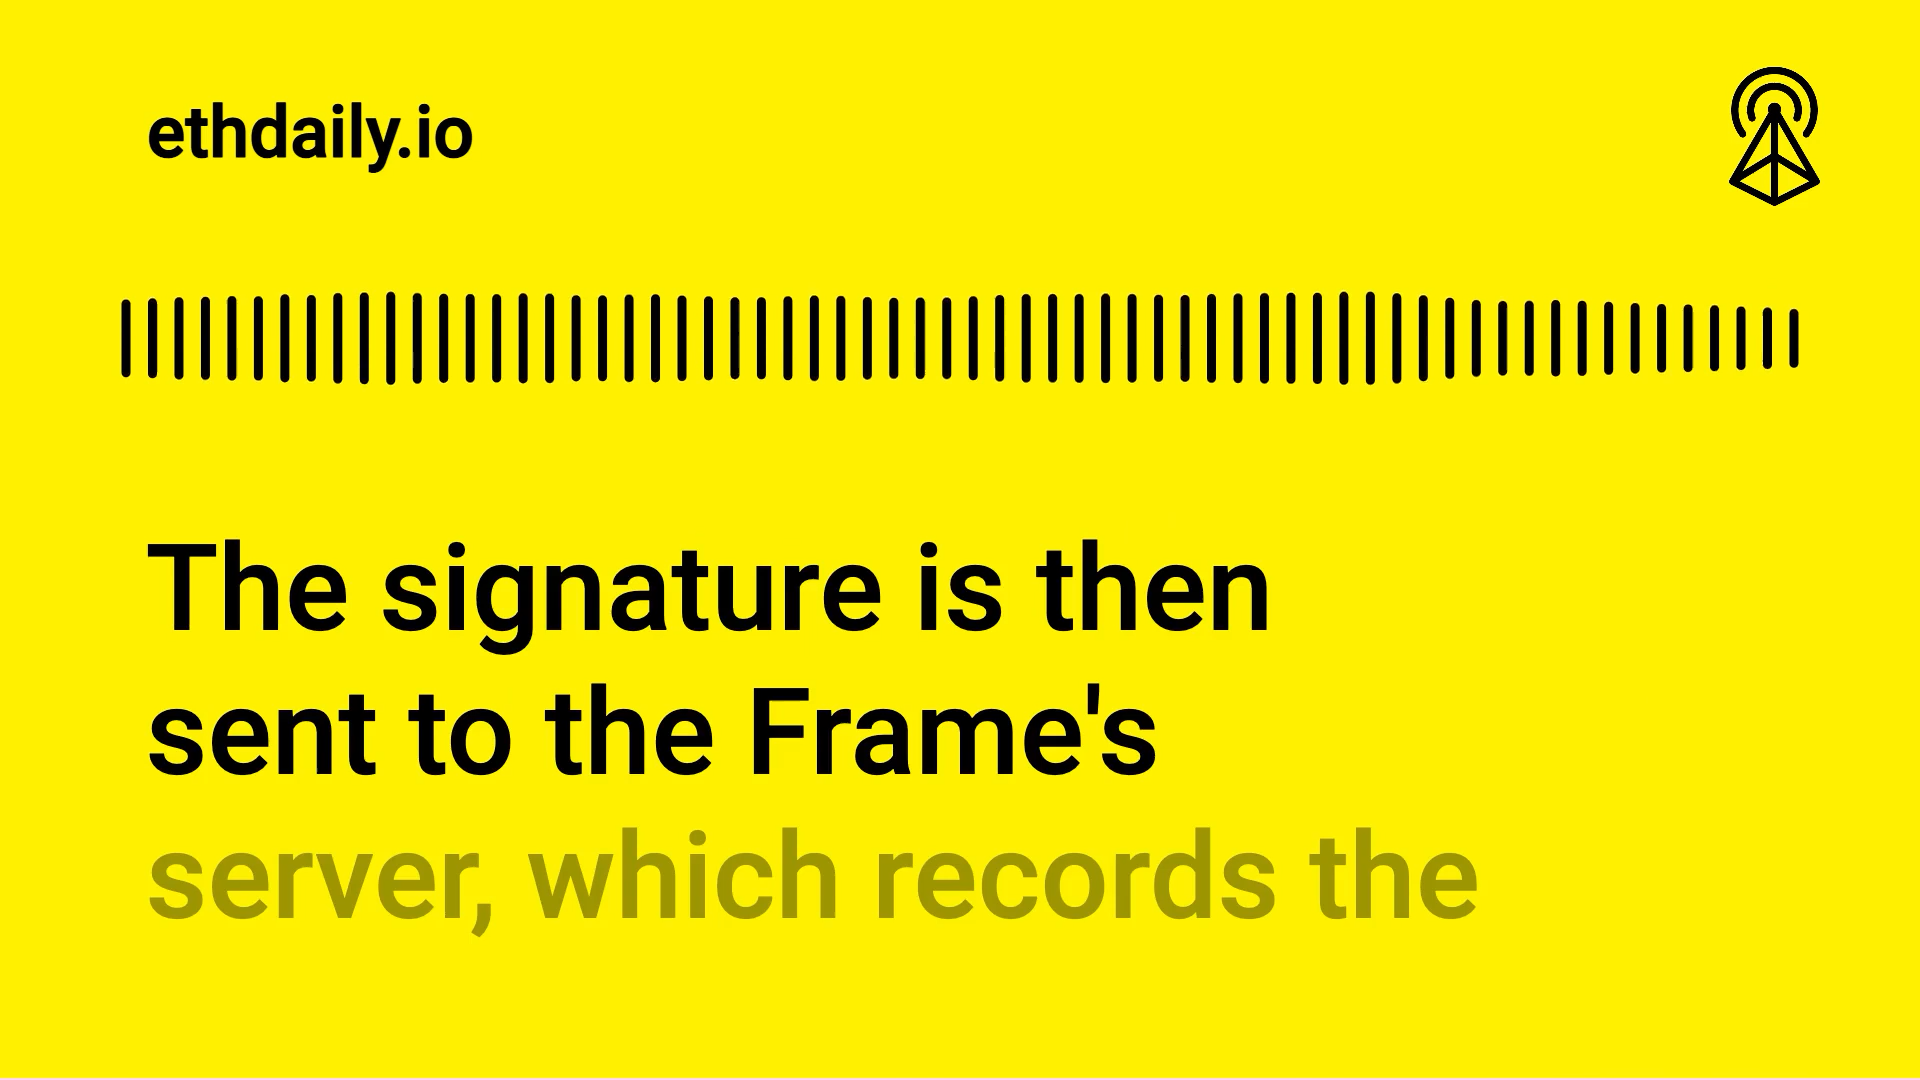 ethdaily.io
The signature is then
sent to the Frame's
server, which records the